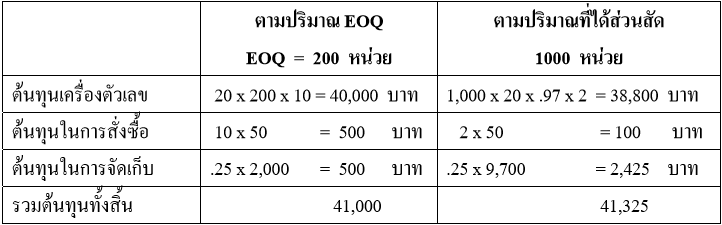 ตามปริมาณ EOQ
EOQ = 200 หน่วย
ตามปริมาณที่ได้ส่วนสัด
1000 หน่วย
ต้นทุนเครื่องตัวเลข 20 x 200 x 10 = 40,000 บาท 1,000 x 20 x .97 x 2 = 38,800 บาท
ต้นทุนในการสั่งซื้อ 10 x 50 = 500 บาท 2 x 50 = 100 บาท
ต้นทุนในการจัดเก็บ .25 x 2,000 = 500 บาท .25 x 9,700 = 2,425 บาท
รวมต้นทุนทั้งสิ้น 41,000 41,325